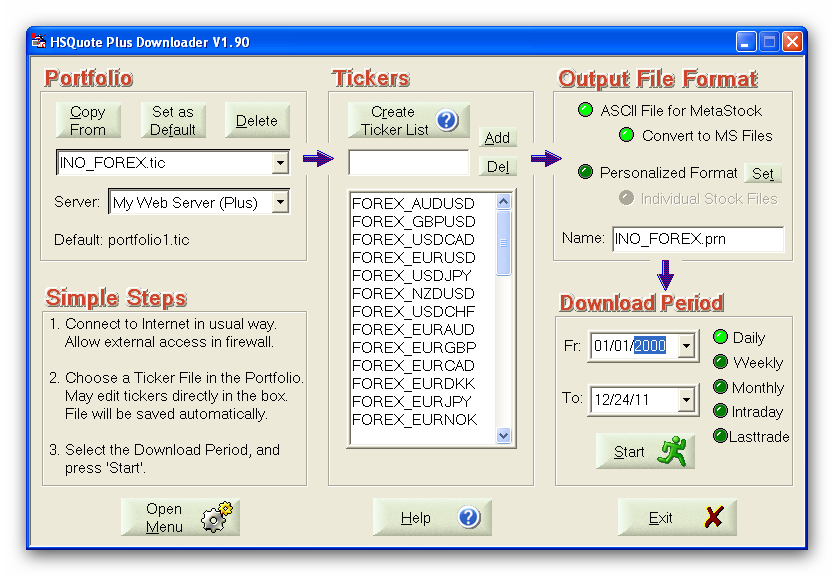 HSQuote Plus Downloader V1.90
Portfolio
Copy From
Set as Default
Delete
INO_FOREX.tic
Server:
My Web Server (Plus)
Default: portfolio1.tic
Simple Steps
1. Connect to Internet in usual way.
Allow external access in firewall.
2. Choose a Ticker File in the Portfolio.
May edit tickers directly in the box.
File will be saved automatically.
3. Select the Download Period, and
press 'Start'.
Open Menu
Tickers
Create Ticker List
Add
Del
FOREX_AUDUSD
FOREX_GBPUSD
FOREX_USDCAD
FOREX_EURUSD
FOREX_USDJPY
FOREX_NZDUSD
FOREX_USDCHF
FOREX_EURAUD
FOREX_EURGBP
FOREX_EURCAD
FOREX_EURDKK
FOREX_EURJPY
FOREX_EURNOK
Help
Output File Format
ASCII File for MetaStock
Convert to MS Files
Personalized Format
Set
Individual Stock Files
Name:
INO_FOREX.prn
Download Period
Fr:
01/01/2000
To:
12/24/11
Daily
Weekly
Monthly
Intraday
Lasttrade
Start
Exit